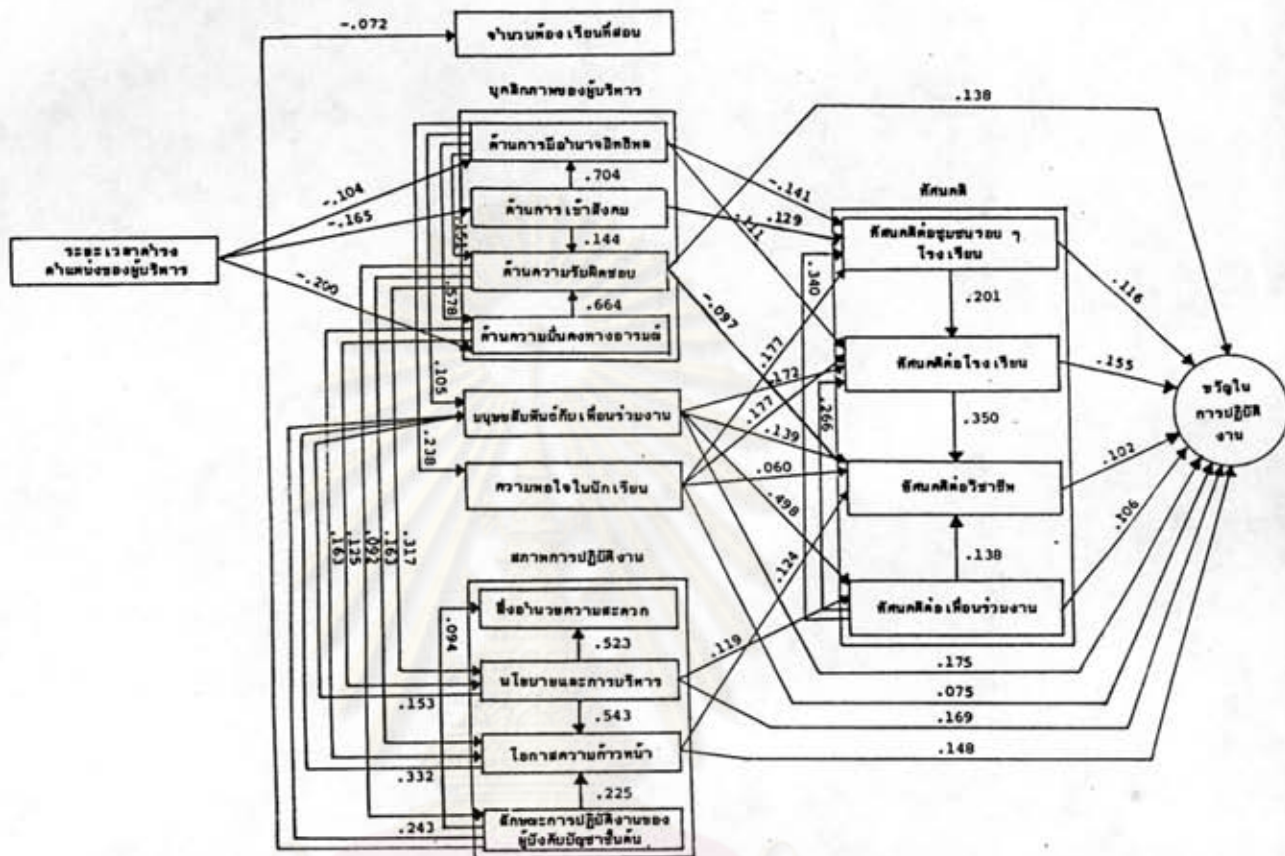 -.072
จำนวนห้องเรียนที่สอน
บุคลิกภาพของผู้บริหาร
.138
ด้านการมีอำนาจอิทธิพล
-.104
.704
-.141
ทัศนคติ
-.165
ด้านการเข้าสังคม
.129
ทัศนคติต่อชุมชนรอบ ๆ
โรงเรียน
ระยะเวลาดำรง
ตำแหน่งของผู้บริหาร
.144
.111
ด้านความรับผิดชอบ
.340
.201
.116
-.200
.578
.664
-.097
ด้านความมั่นคงทางอารมณ์
.177
ทัศนคติต่อโรงเรียน
.155
ขวัญใน
การปฏิบัติ
งาน
.105
มนุษยสัมพันธ์กับเพื่อนร่วมงาน
.172
.177
.266
.350
.139
.238
ความพอใจในนักเรียน
.060
ทัศนคติต่อวิชาชีพ
.102
.498
.106
.163
.125
.092
.163
.317
สภาพการปฏิบัติงาน
.124
.138
สิ่งอำนวยความสะดวก
ทัศนคติต่อเพื่อนร่วมงาน
.094
.523
.119
นโยบายและการบริหาร
.175
.153
.075
.543
.169
โอกาสความก้าวหน้า
.148
.332
.225
ลักษณะการปฏิบัติงานของ
ผู้บังคับบัญชาชั้นต้น
.243